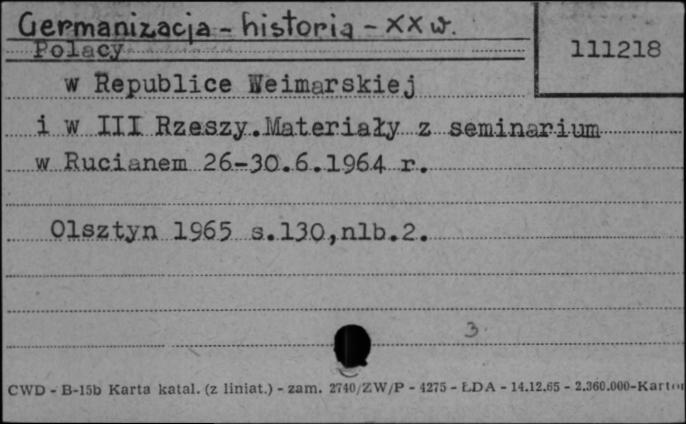 Germanizacja - historia - XX w.
Polacy
111218
w Republice Weimarskiej
i w III Rzeszy.Materiały z seminarium
w Rucianem 26-30.6.1964 r.
Olsztyn 1965 s.130,nlb.2.
3
CWD - B-15b Karta katal. (z liniat.) - zam. 2740/ZW/P - 4275 - ŁDA - 14.12.65 - 2.360.000-Karton